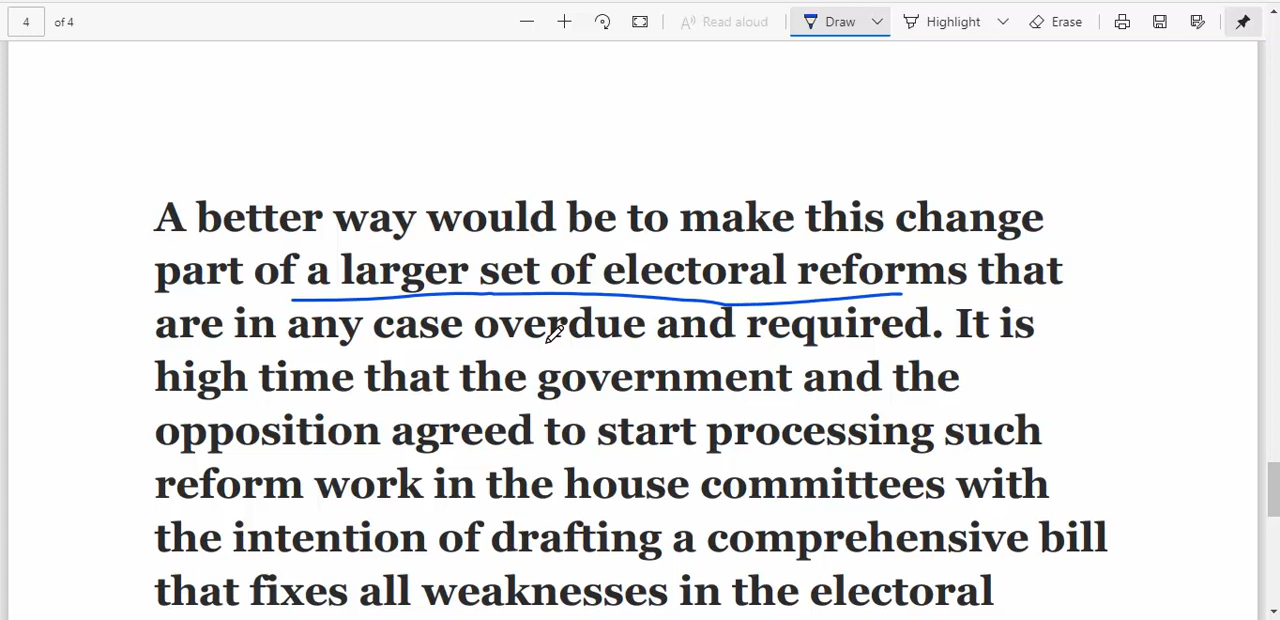 4 of 4 Read aloud Draw Highlight Erase
A better way would be to make this change
part of a larger set of electoral reforms that
are in any case overdue and required. It is
high time that the government and the
opposition agreed to start processing such
reform work in the house committees with
the intention of drafting a comprehensive bill
that fixes all weaknesses in the electoral